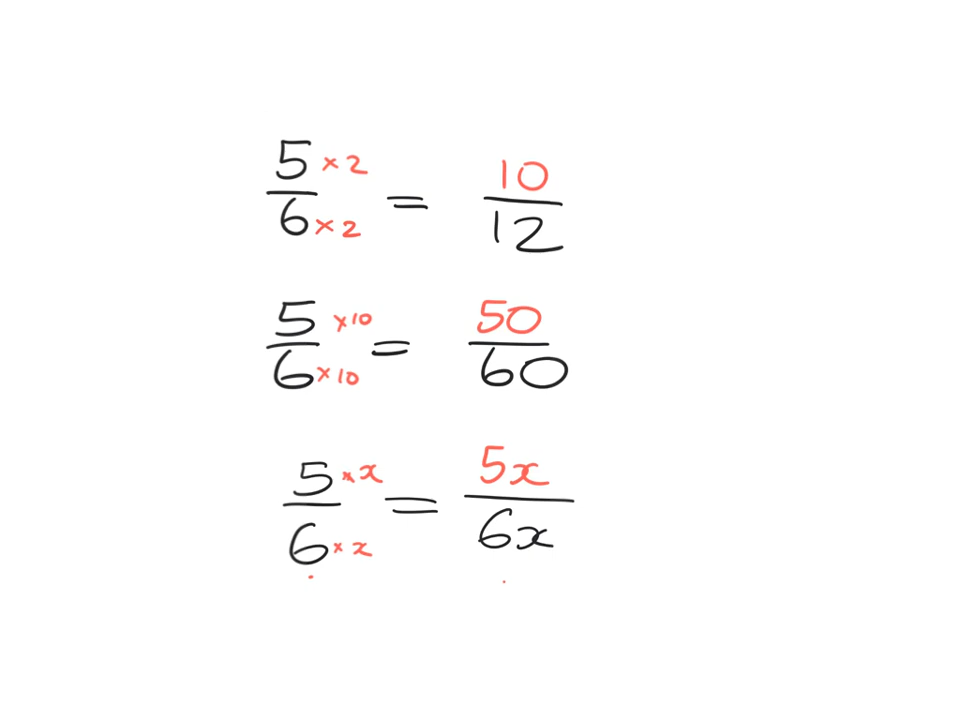 5 × 2 / 6 × 2 = 10 / 12
5 × 10 / 6 × 10 = 50 / 60
5 × x / 6 × x = 5x / 6x